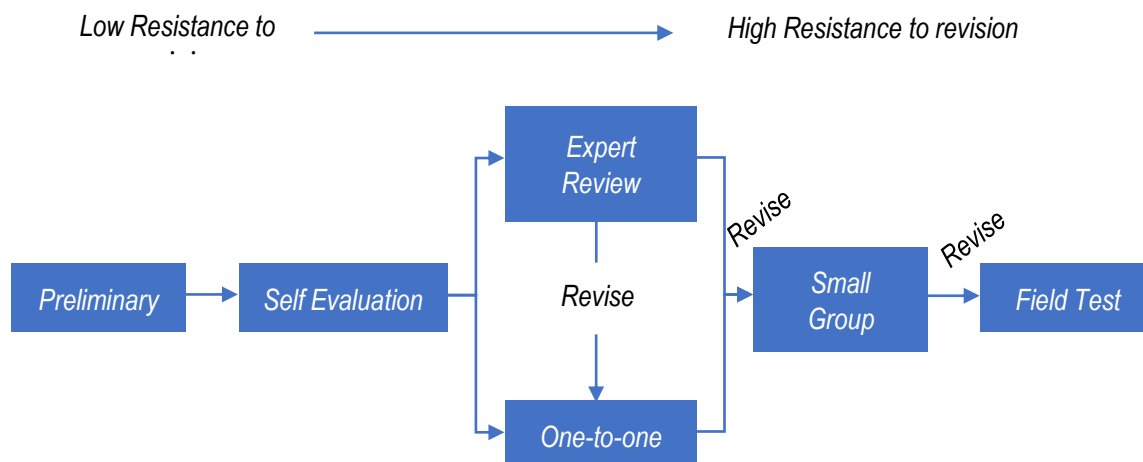 Low Resistance to
High Resistance to revision
Expert
Review
Revise
Revise
Preliminary
Self Evaluation
Revise
Small
Group
Field Test
One-to-one